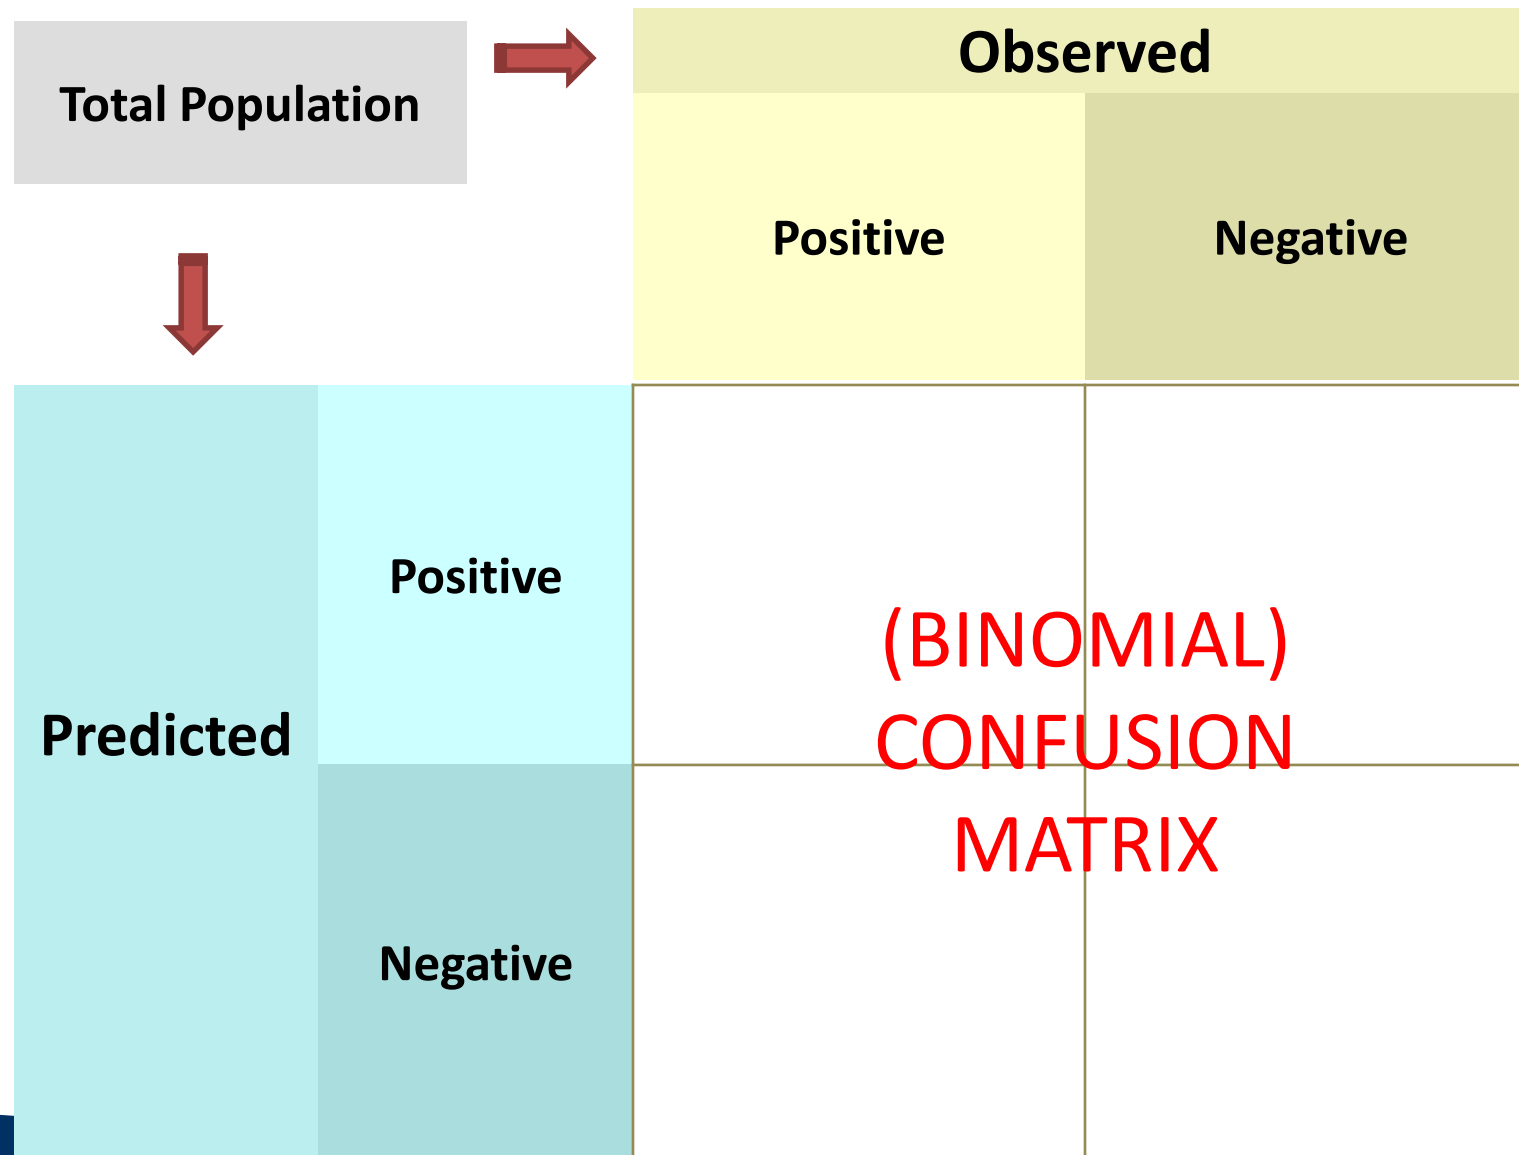 Total Population
Observed
Positive
Negative
Predicted
Positive
Negative
(BINOMIAL)
CONFUSION
MATRIX